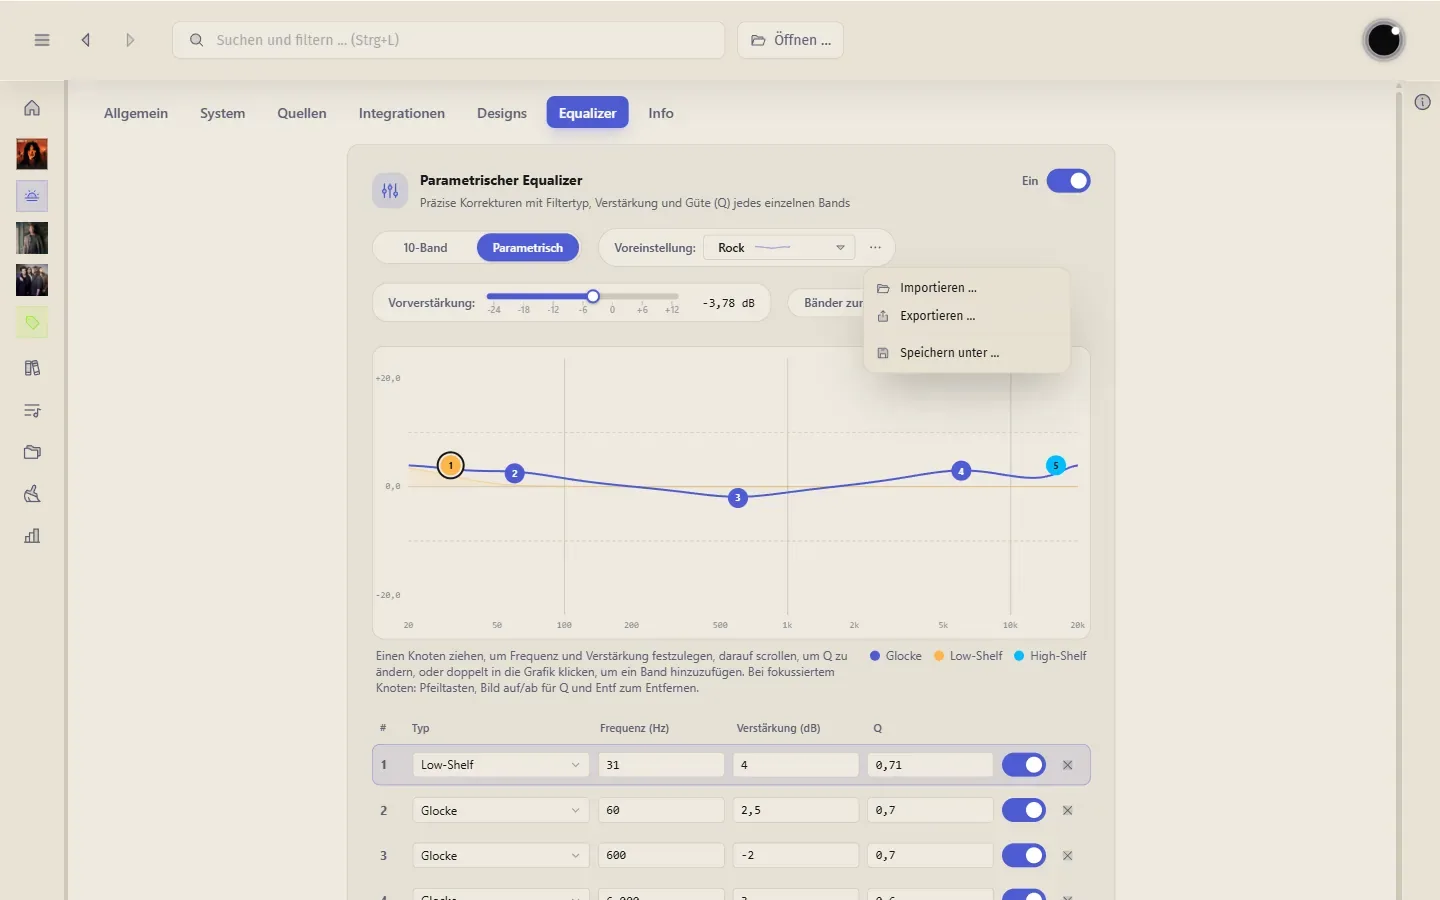 Suchen und filtern ... (Strg+L)
Öffnen ...
Allgemein System Quellen Integrationen Designs Equalizer Info
Parametrischer Equalizer
Ein
Präzise Korrekturen mit Filtertyp, Verstärkung und Güte (Q) jedes einzelnen Bands
10-Band Parametrisch
Voreinstellung: Rock
Importieren ...
Exportieren ...
Speichern unter ...
Vorverstärkung:
-24 -18 -12 -6 0 +6 +12
-3,78 dB
Bänder zur
+20,0
0,0
-20,0
1 2 3 4 5
20 50 100 200 500 1k 2k 5k 10k 20k
Einen Knoten ziehen, um Frequenz und Verstärkung festzulegen, darauf scrollen, um Q zu
ändern, oder doppelt in die Grafik klicken, um ein Band hinzuzufügen. Bei fokussiertem
Knoten: Pfeiltasten, Bild auf/ab für Q und Entf zum Entfernen.
Glocke Low-Shelf High-Shelf
# Typ Frequenz (Hz) Verstärkung (dB) Q
1 Low-Shelf 31 4 0,71
2 Glocke 60 2,5 0,7
3 Glocke 600 -2 0,7